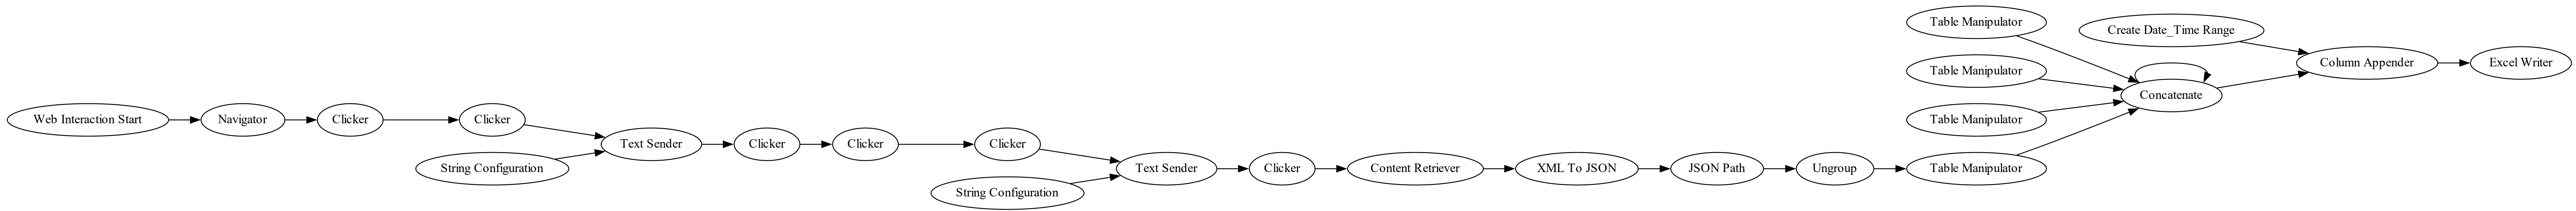 Web Interaction Start
Navigator
Clicker
Clicker
String Configuration
Text Sender
Clicker
Clicker
Clicker
String Configuration
Text Sender
Clicker
Content Retriever
XML To JSON
JSON Path
Ungroup
Table Manipulator
Table Manipulator
Table Manipulator
Table Manipulator
Concatenate
Create Date_Time Range
Column Appender
Excel Writer